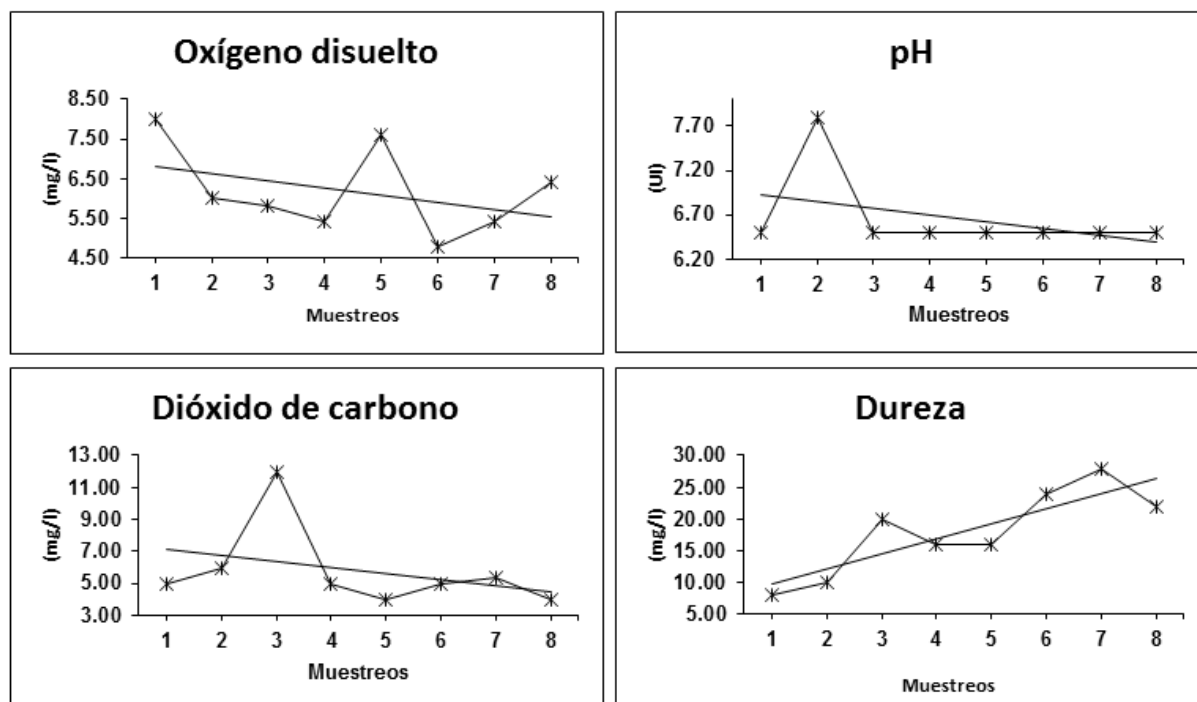 Oxígeno disuelto
8.50
7.50
6.50
5.50
4.50
(mg/l)
1 2 3 4 5 6 7 8
Muestreos
pH
7.70
7.20
6.70
6.20
(UI)
1 2 3 4 5 6 7 8
Muestreos
Dióxido de carbono
13.00
11.00
9.00
7.00
5.00
3.00
(mg/l)
1 2 3 4 5 6 7 8
Muestreos
Dureza
30.00
25.00
20.00
15.00
10.00
5.00
(mg/l)
1 2 3 4 5 6 7 8
Muestreos